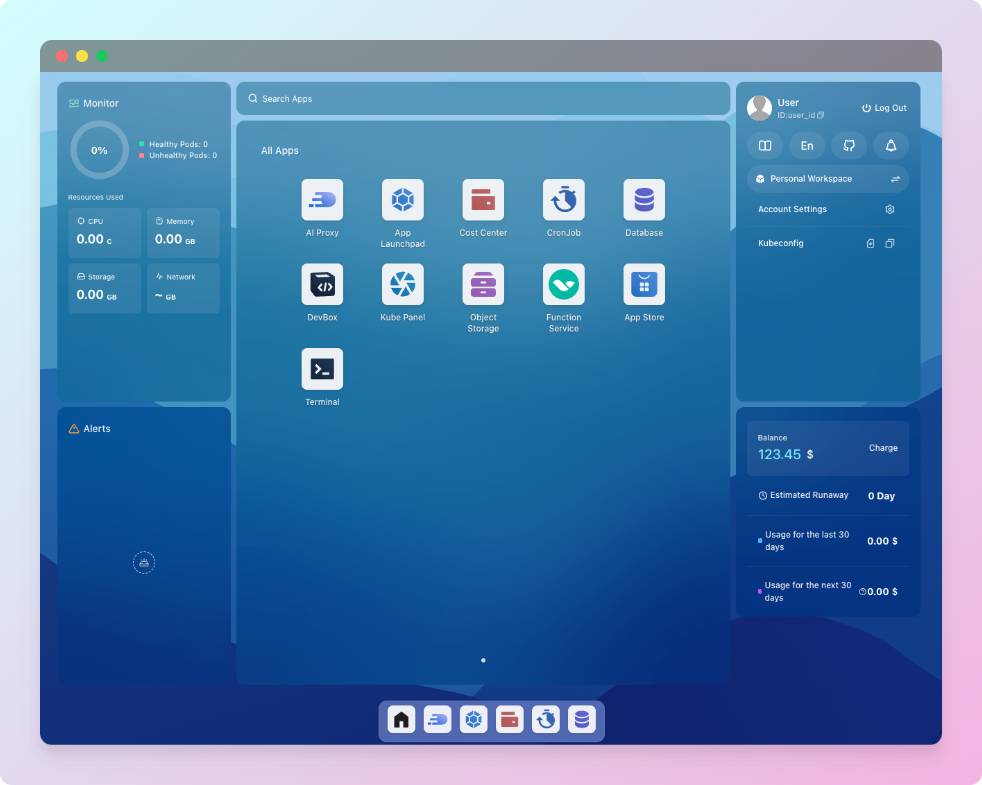 Monitor
0%
Healthy Pods: 0
Unhealthy Pods: 0
Resources Used
CPU
0.00 C
Memory
0.00 GB
Storage
0.00 GB
Network
~ GB
Alerts
Search Apps
All Apps
AI Proxy
App
Launchpad
Cost Center
CronJob
Database
DevBox
Kube Panel
Object
Storage
Function
Service
App Store
Terminal
User
ID:user_id
Log Out
En
Personal Workspace
Account Settings
Kubeconfig
Balance
123.45 $
Charge
Estimated Runaway
0 Day
Usage for the last 30
days
0.00 $
Usage for the next 30
days
0.00 $